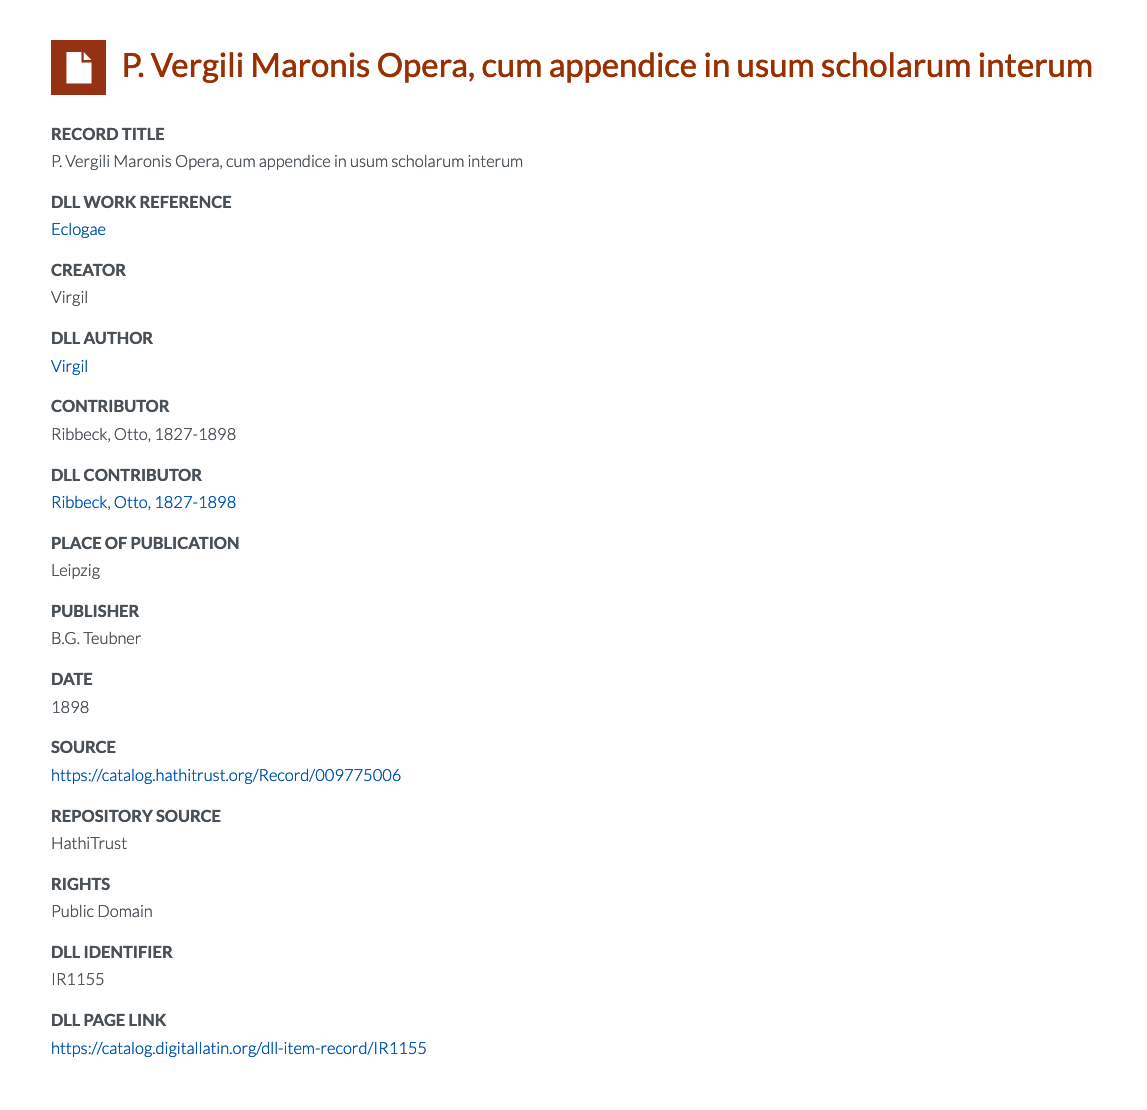 P. Vergili Maronis Opera, cum appendice in usum scholarum interum
RECORD TITLE
P. Vergili Maronis Opera, cum appendice in usum scholarum interum
DLL WORK REFERENCE
Eclogae
CREATOR
Virgil
DLL AUTHOR
Virgil
CONTRIBUTOR
Ribbeck, Otto, 1827-1898
DLL CONTRIBUTOR
Ribbeck, Otto, 1827-1898
PLACE OF PUBLICATION
Leipzig
PUBLISHER
B.G. Teubner
DATE
1898
SOURCE
https://catalog.hathitrust.org/Record/009775006
REPOSITORY SOURCE
HathiTrust
RIGHTS
Public Domain
DLL IDENTIFIER
IR1155
DLL PAGE LINK
https://catalog.digitallatin.org/dll-item-record/IR1155